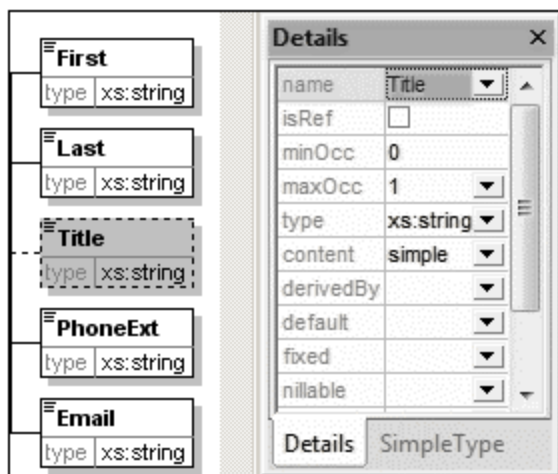 First
type xs:string
Last
type xs:string
Title
type xs:string
PhoneExt
type xs:string
Email
type xs:string
Details
name Title
isRef
minOcc 0
maxOcc 1
type xs:string
content simple
derivedBy
default
fixed
nillable
Details SimpleType